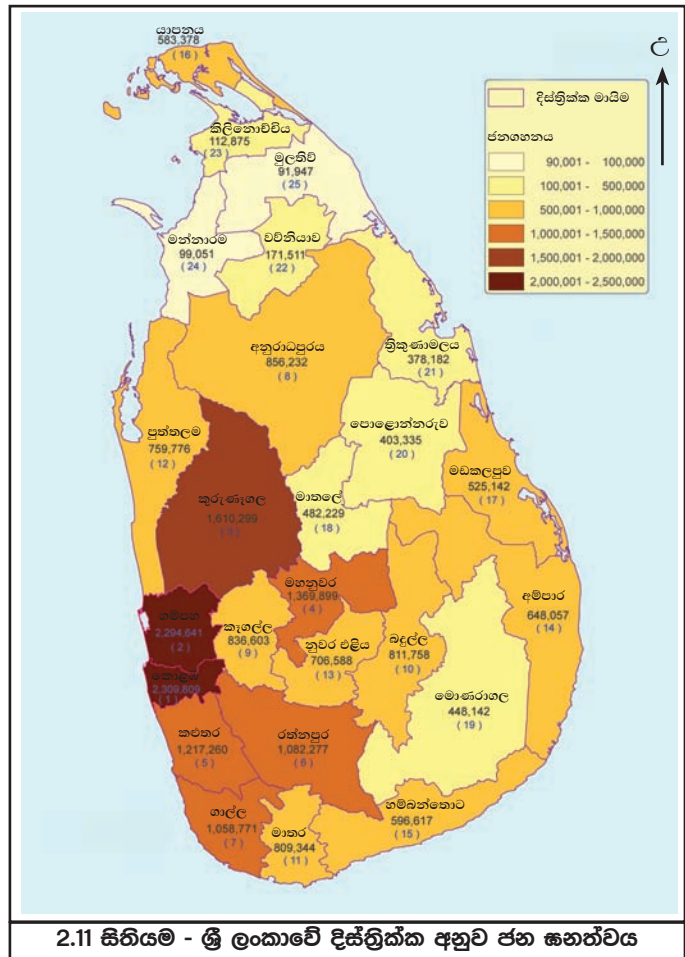 යාපනය
583,378
(16)
උ
දිස්ත්‍රික්ක මායිම
ජනගහනය
90,001 - 100,000
100,001 - 500,000
500,001 - 1,000,000
1,000,001 - 1,500,000
1,500,001 - 2,000,000
2,000,001 - 2,500,000
කිලිනොච්චිය
112,875
(23)
මුලතිව්
91,947
(25)
මන්නාරම
99,051
(24)
වව්නියාව
171,511
(22)
අනුරාධපුරය
856,232
(8)
ත්‍රිකුණාමලය
378,182
(21)
පුත්තලම
759,776
(12)
පොළොන්නරුව
403,335
(20)
මඩකලපුව
525,142
(17)
කුරුණෑගල
1,610,299
(3)
මාතලේ
482,229
(18)
මහනුවර
1,369,899
(4)
අම්පාර
648,057
(14)
ගම්පහ
2,294,641
(2)
කෑගල්ල
836,603
(9)
නුවර එළිය
706,588
(13)
බදුල්ල
811,758
(10)
කොළඹ
2,309,809
(1)
මොණරාගල
448,142
(19)
කළුතර
1,217,260
(5)
රත්නපුර
1,082,277
(6)
ගාල්ල
1,058,771
(7)
මාතර
809,344
(11)
හම්බන්තොට
596,617
(15)
2.11 සිතියම - ශ්‍රී ලංකාවේ දිස්ත්‍රික්ක අනුව ජන ඝනත්වය